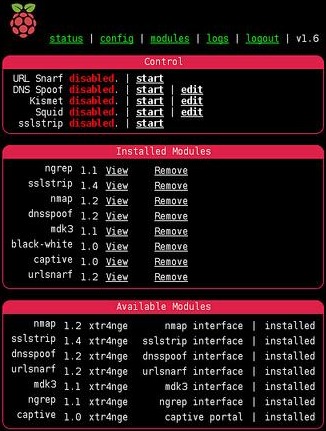 status | config | modules | logs | logout | v1.6
Control
URL Snarf disabled. | start
DNS Spoof disabled. | start | edit
Kismet disabled. | start | edit
Squid disabled. | start | edit
sslstrip disabled. | start
Installed Modules
ngrep 1.1 View Remove
sslstrip 1.4 View Remove
nmap 1.2 View Remove
dnsspoof 1.2 View Remove
mdk3 1.1 View Remove
black-white 1.0 View Remove
captive 1.0 View Remove
urlsnarf 1.2 View Remove
Available Modules
nmap 1.2 xtr4nge nmap interface | installed
sslstrip 1.4 xtr4nge sslstrip interface | installed
dnsspoof 1.2 xtr4nge dnsspoof interface | installed
urlsnarf 1.2 xtr4nge urlsnarf interface | installed
mdk3 1.1 xtr4nge mdk3 interface | installed
ngrep 1.1 xtr4nge ngrep interface | installed
captive 1.0 xtr4nge captive portal | installed